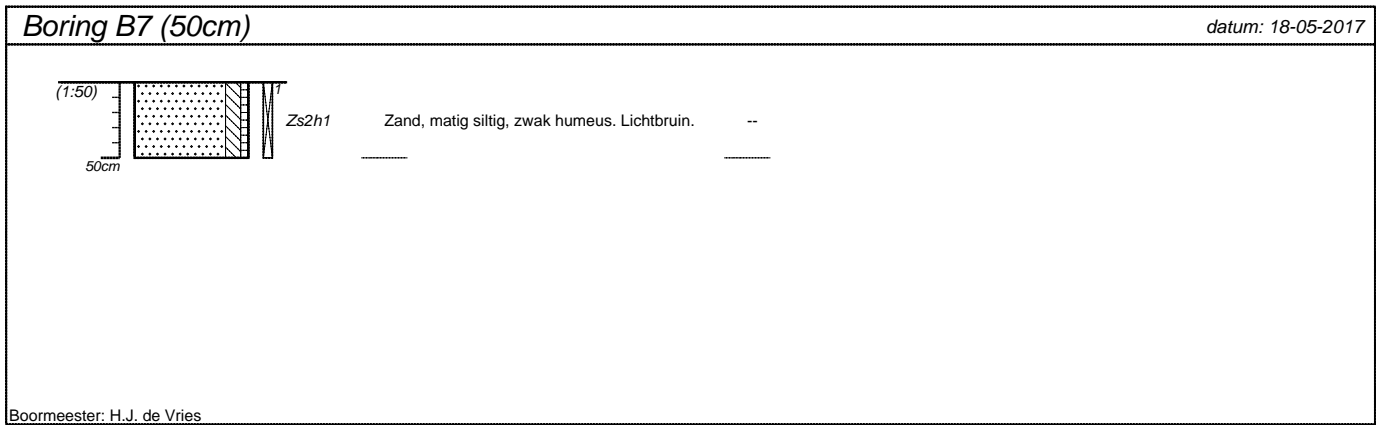 Boring B7 (50cm) datum: 18-05-2017
(1:50) 1
Zs2h1 Zand, matig siltig, zwak humeus. Lichtbruin. --
50cm
Boormeester: H.J. de Vries